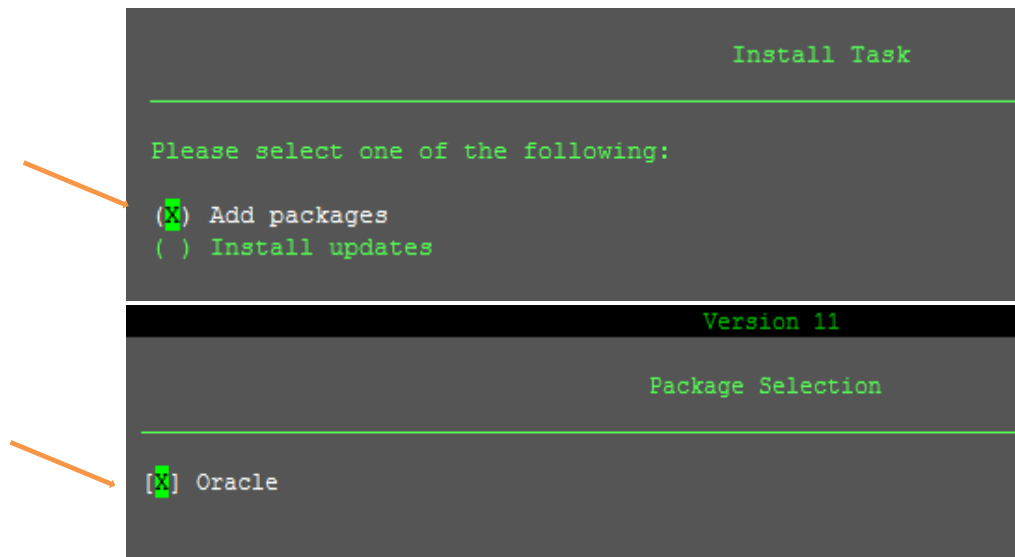 Install Task
Please select one of the following:
(X) Add packages
( ) Install updates
Version 11
Package Selection
[X] Oracle